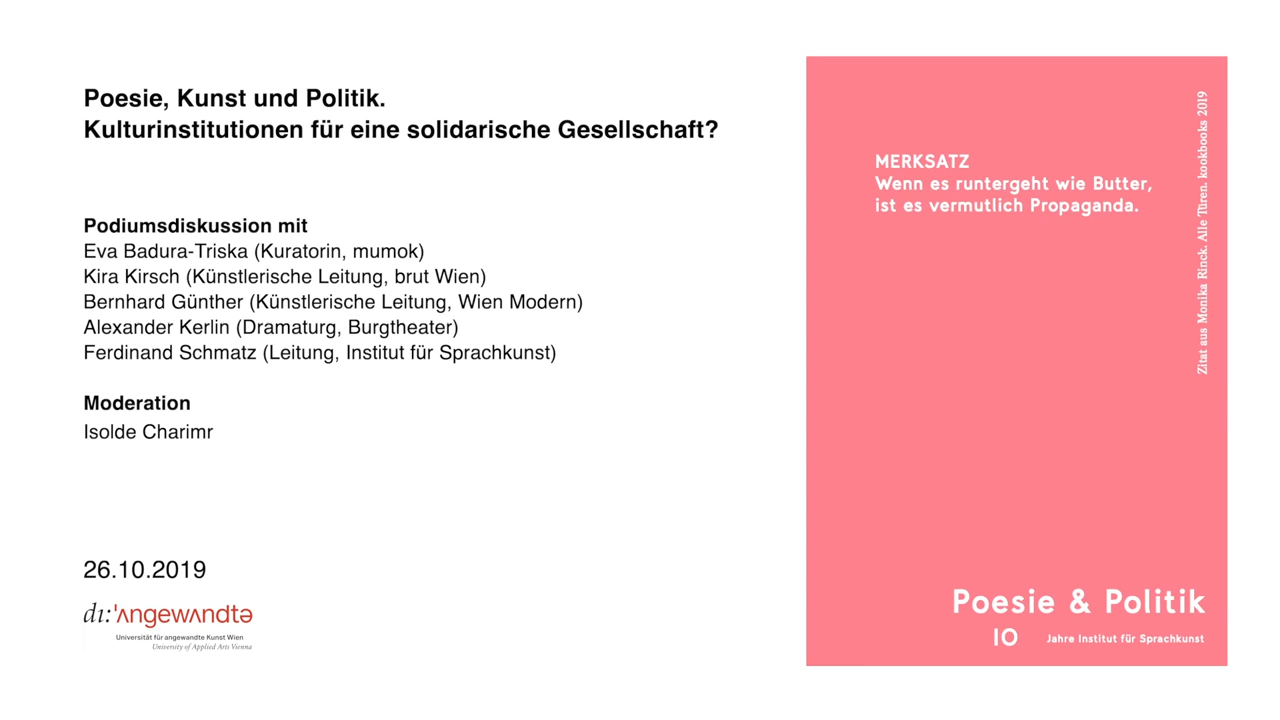 Poesie, Kunst und Politik.
Kulturinstitutionen für eine solidarische Gesellschaft?
Podiumsdiskussion mit
Eva Badura-Triska (Kuratorin, mumok)
Kira Kirsch (Künstlerische Leitung, brut Wien)
Bernhard Günther (Künstlerische Leitung, Wien Modern)
Alexander Kerlin (Dramaturg, Burgtheater)
Ferdinand Schmatz (Leitung, Institut für Sprachkunst)
Moderation
Isolde Charimr
26.10.2019
dı:'ʌngewʌndtə
Universität für angewandte Kunst Wien
University of Applied Arts Vienna
MERKSATZ
Wenn es runtergeht wie Butter,
ist es vermutlich Propaganda.
Zitat aus Monika Rinck. Alle Türen. kookbooks 2019
Poesie & Politik
10 Jahre Institut für Sprachkunst